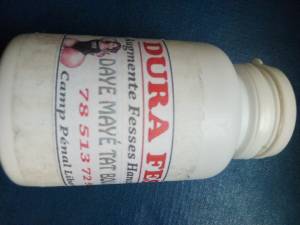 DURA FE
Augmente Fesses Han
DAYE MAYÉ TAT BO
78 513 72
Camp Pénal Lib